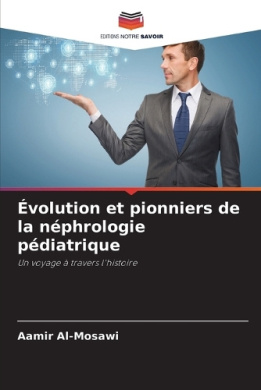 EDITIONS NOTRE SAVOIR
Évolution et pionniers de
la néphrologie
pédiatrique
Un voyage à travers l'histoire
Aamir Al-Mosawi